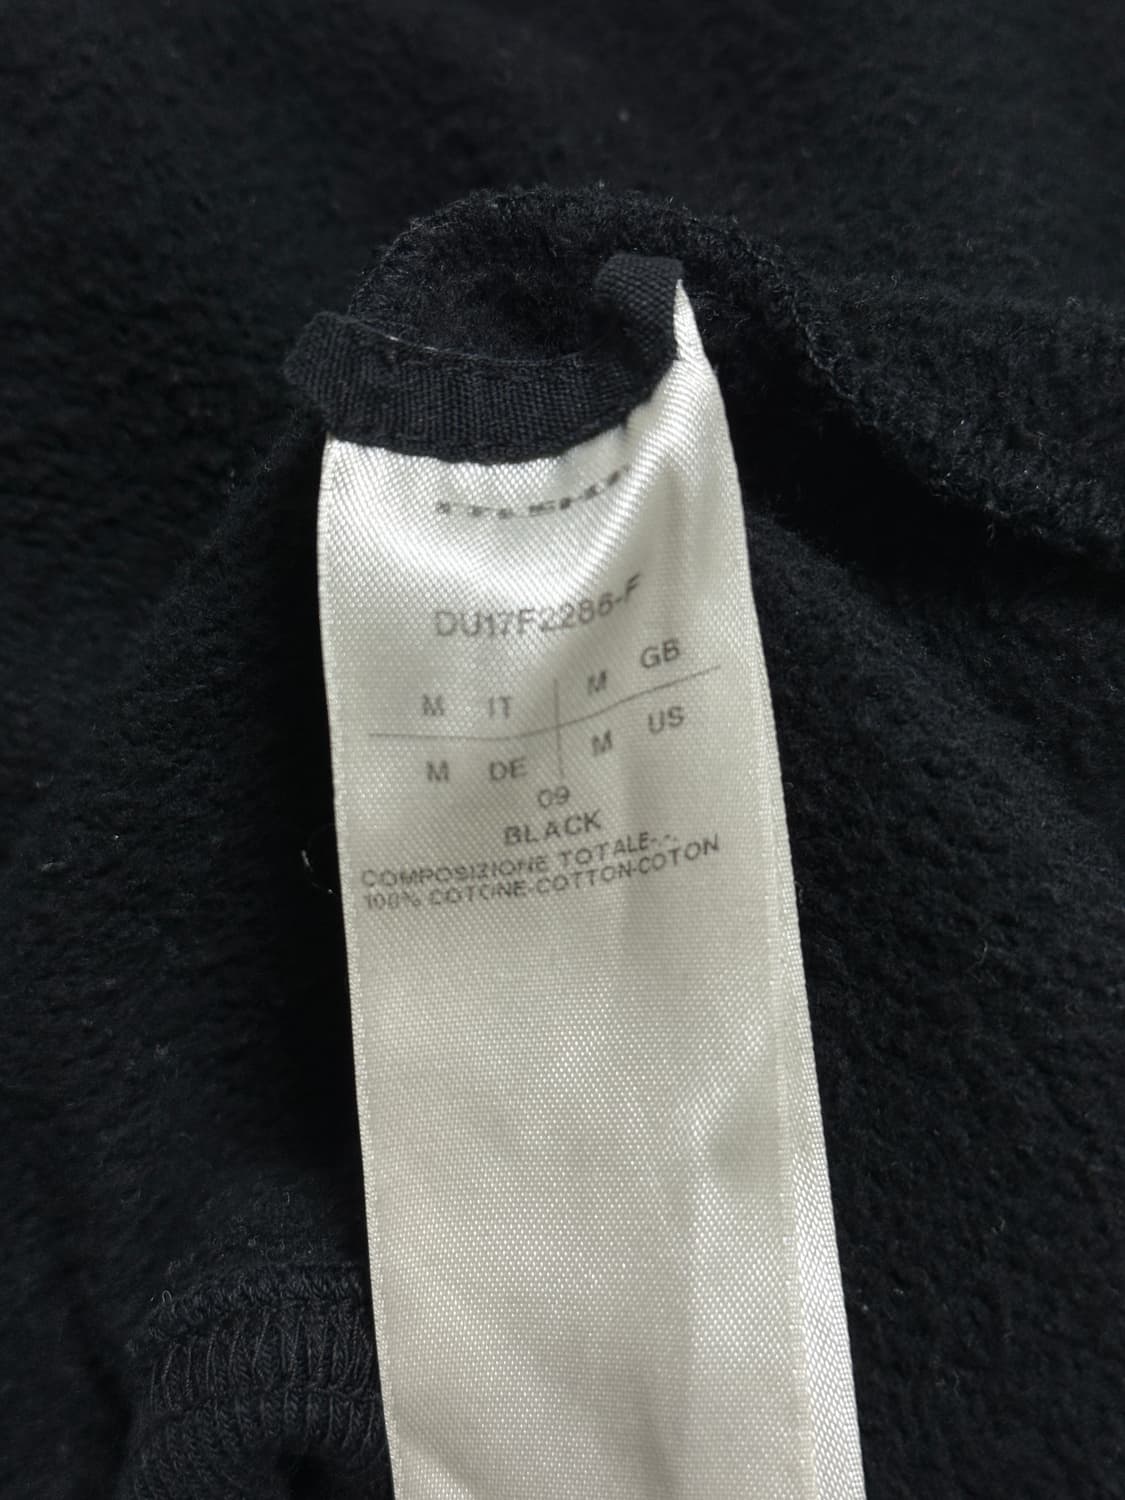 DU17F2286-F
M IT M GB
M DE M US
09
BLACK
COMPOSIZIONE TOTALE-.-.
100% COTONE-COTTON-COTON